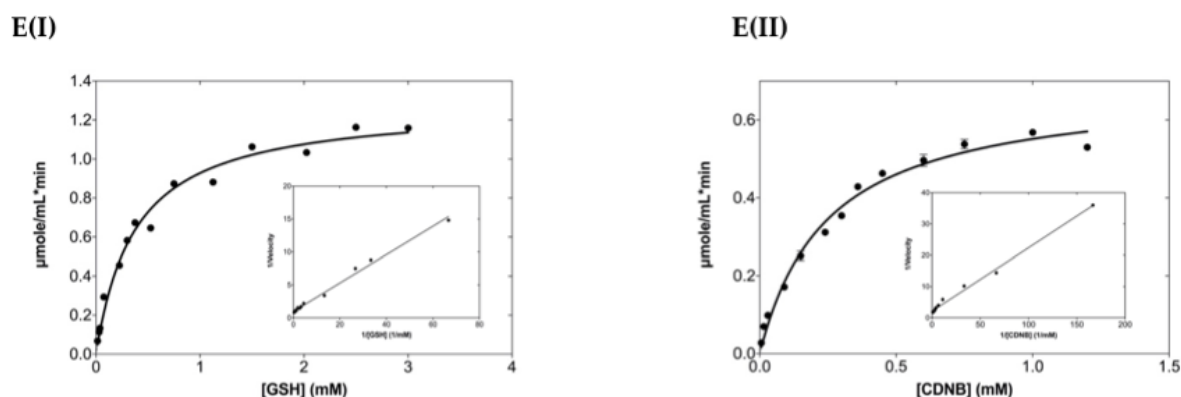 E(I)
1.4
1.2
1.0
0.8
0.6
0.4
0.2
0.0
µmole/mL*min
0 1 2 3 4
[GSH] (mM)
20
15
10
5
0
1/Velocity
0 20 40 60 80
1/[GSH] (1/mM)
E(II)
0.6
0.4
0.2
0.0
µmole/mL*min
0.0 0.5 1.0 1.5
[CDNB] (mM)
40
30
20
10
0
1/Velocity
0 50 100 150 200
1/[CDNB] (1/mM)